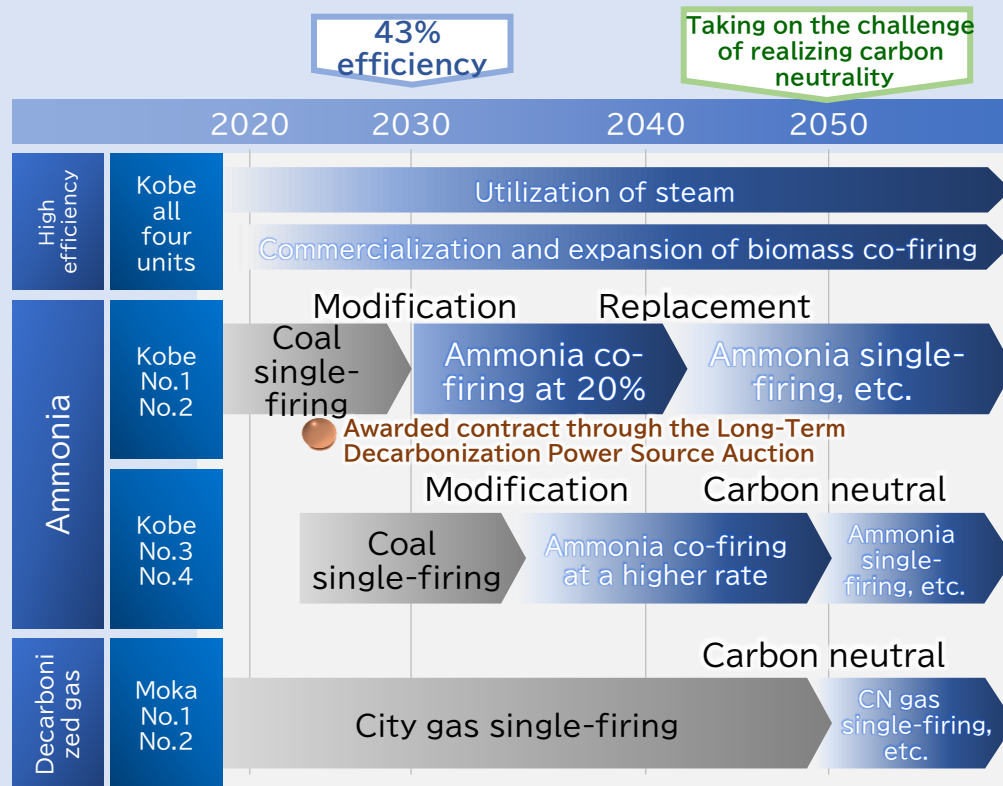 43%
efficiency
Taking on the challenge
of realizing carbon
neutrality
2020 2030 2040 2050
High
efficiency
Kobe
all
four
units
Utilization of steam
Commercialization and expansion of biomass co-firing
Ammonia
Kobe
No.1
No.2
Modification
Replacement
Coal
single-
firing
Ammonia co-
firing at 20%
Ammonia single-
firing, etc.
Awarded contract through the Long-Term
Decarbonization Power Source Auction
Kobe
No.3
No.4
Modification
Carbon neutral
Coal
single-firing
Ammonia co-firing
at a higher rate
Ammonia
single-
firing, etc.
Decarboni
zed gas
Moka
No.1
No.2
Carbon neutral
City gas single-firing
CN gas
single-firing,
etc.